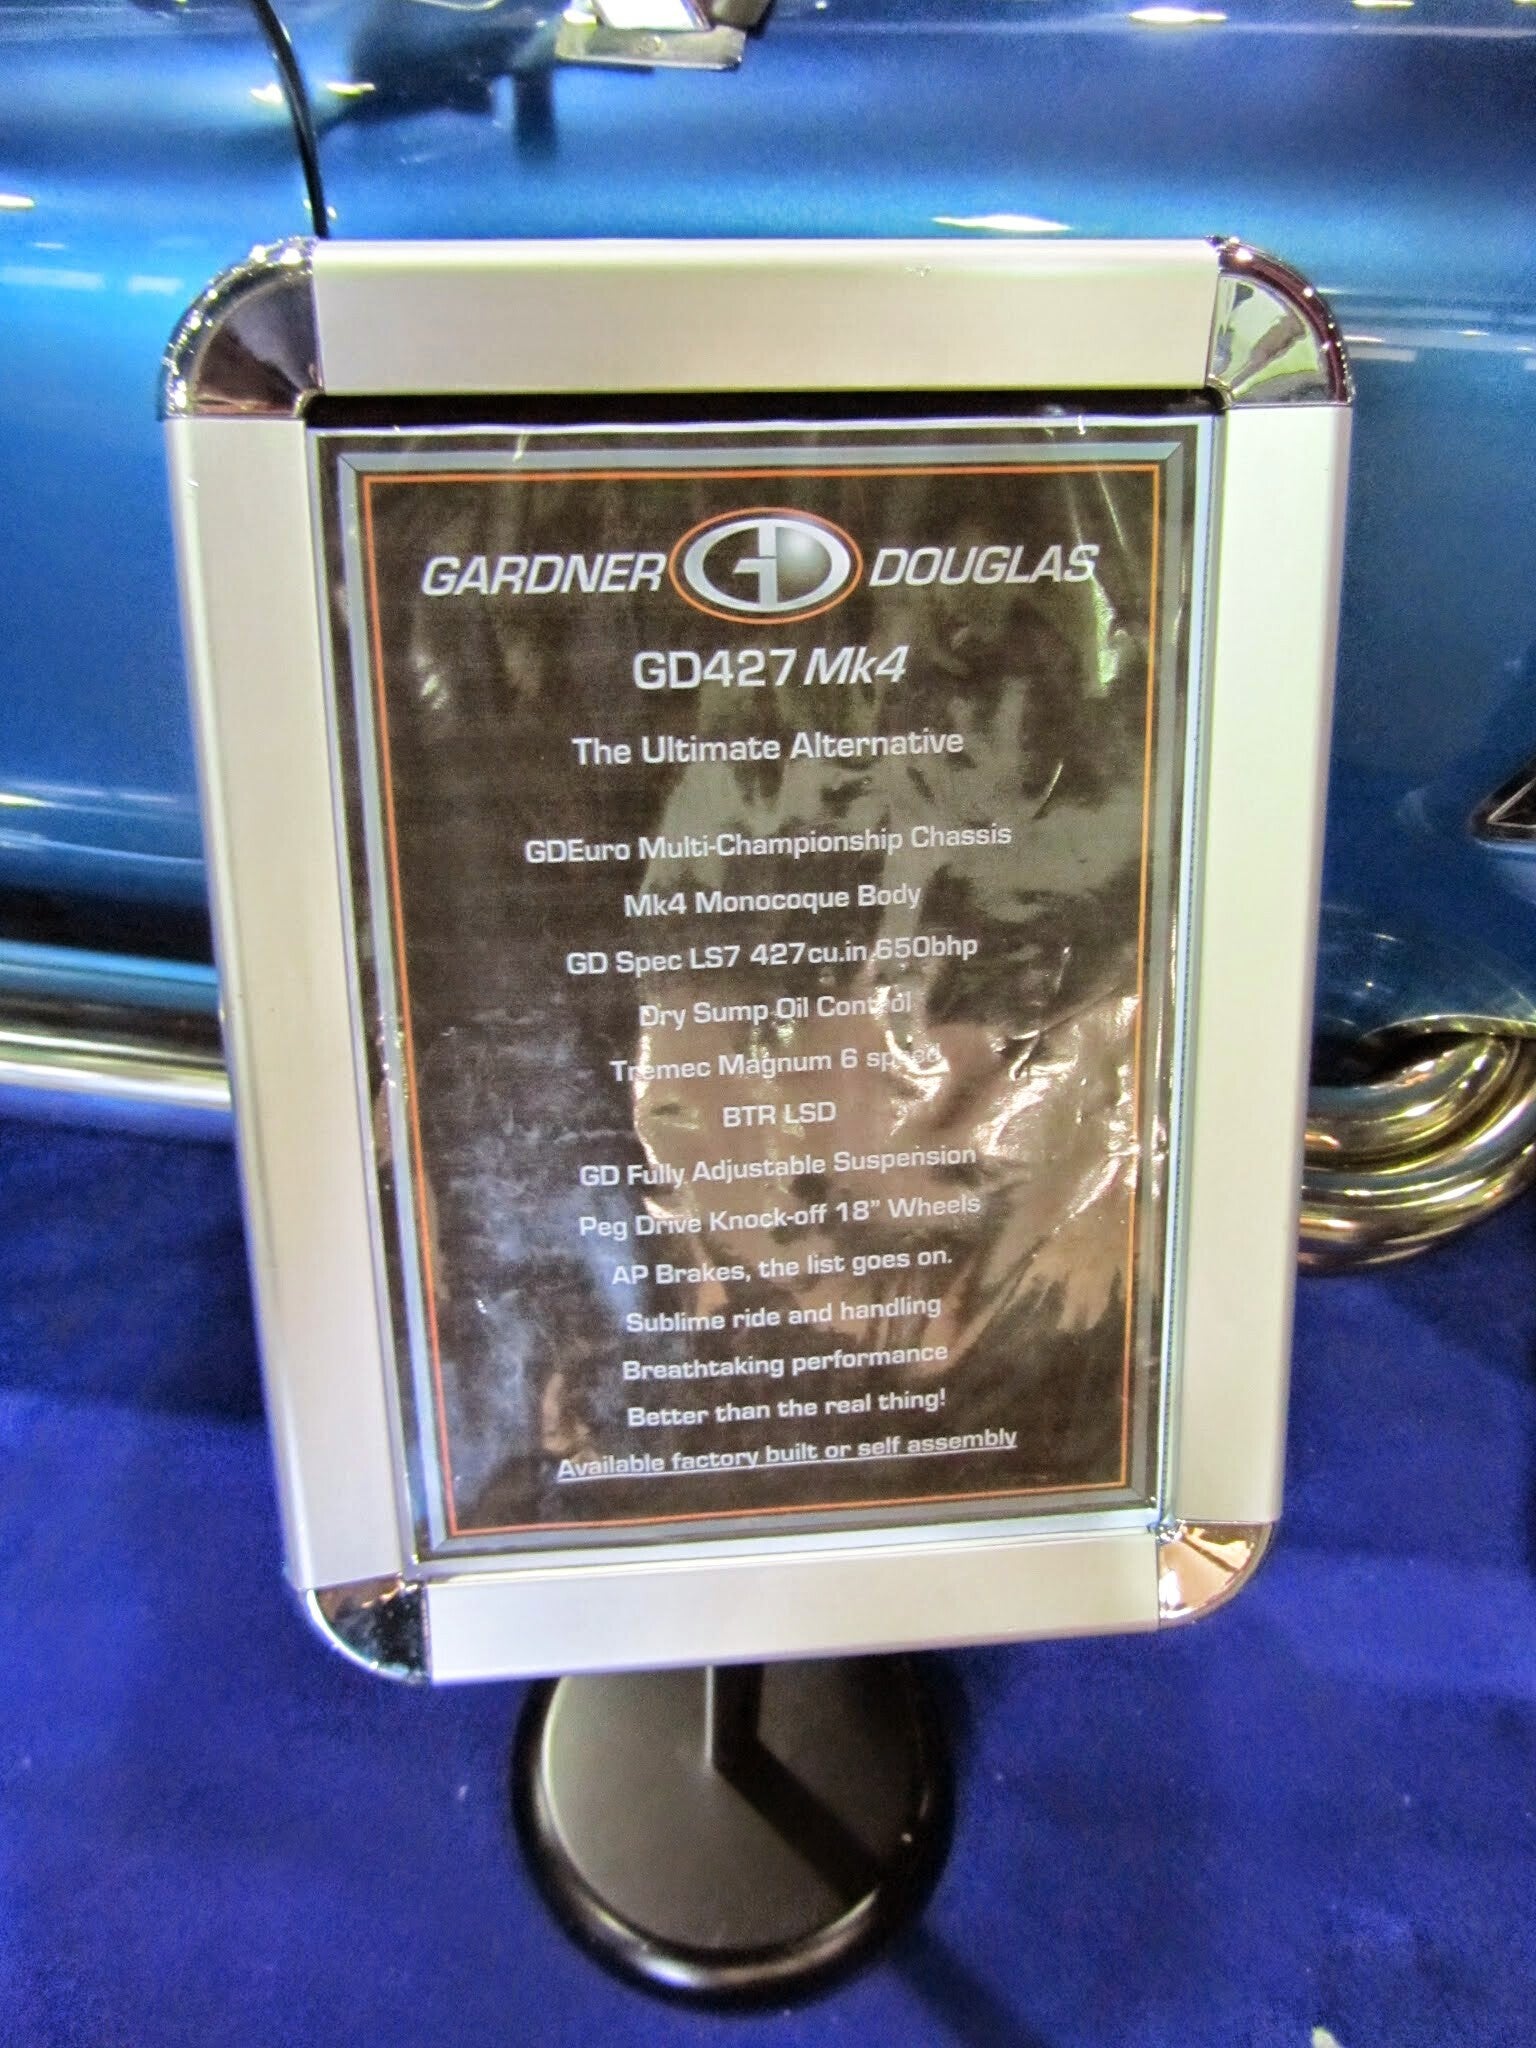 GARDNER GD DOUGLAS
GD427 Mk4
The Ultimate Alternative
GDEuro Multi-Championship Chassis
Mk4 Monocoque Body
GD Spec LS7 427cu.in 650bhp
Dry Sump Oil Control
Tremec Magnum 6 speed
BTR LSD
GD Fully Adjustable Suspension
Peg Drive Knock-off 18" Wheels
AP Brakes, the list goes on.
Sublime ride and handling
Breathtaking performance
Better than the real thing!
Available factory built or self assembly